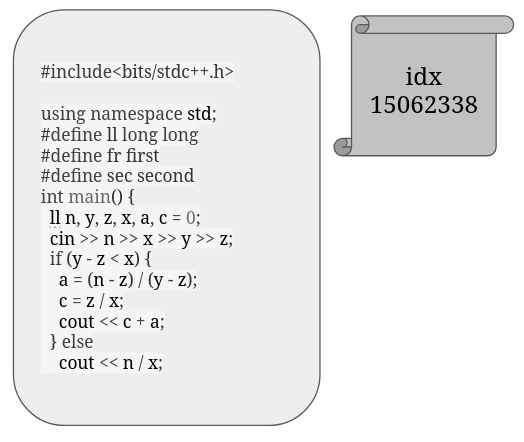 #include<bits/stdc++.h>
using namespace std;
#define ll long long
#define fr first
#define sec second
int main() {
ll n, y, z, x, a, c = 0;
cin >> n >> x >> y >> z;
if (y - z < x) {
a = (n - z) / (y - z);
c = z / x;
cout << c + a;
} else
cout << n / x;
idx
15062338